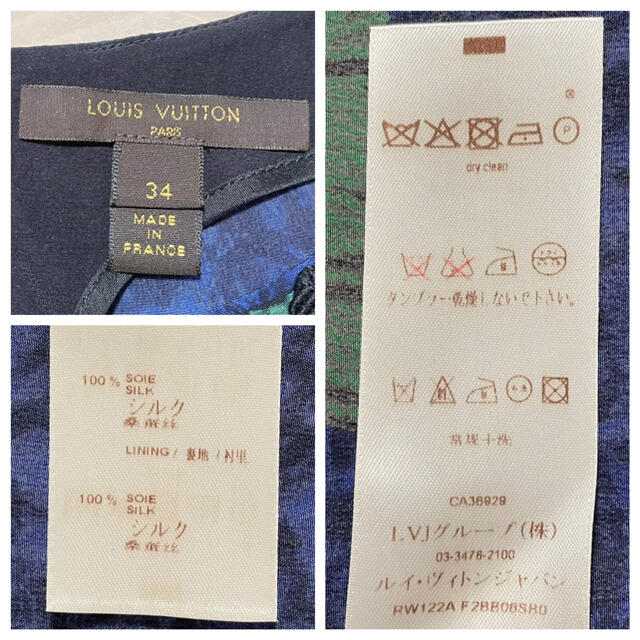 LOUIS VUITTON
PARIS
34
MADE
IN
FRANCE
100 % SOIE
SILK
シルク
桑蚕丝
LINING / 裏地 / 衬里
100 % SOIE
SILK
シルク
桑蚕丝
®
P
dry clean
タンブラー乾燥しないで下さい。
常规干洗
CA36929
LVJグループ(株)
03-3476-2100
ルイ・ヴィトンジャパン
RW122A F2BB06SB0